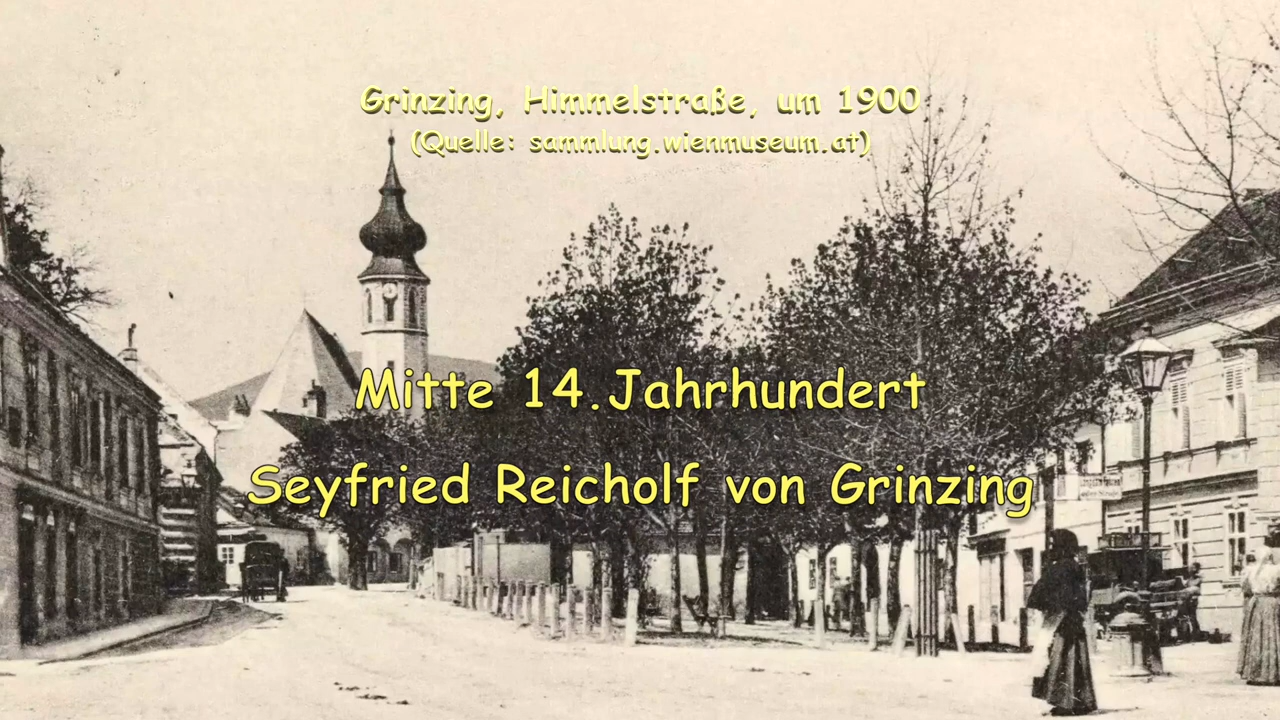 Grinzing, Himmelstraße, um 1900
(Quelle: sammlung.wienmuseum.at)
Mitte 14.Jahrhundert
Seyfried Reicholf von Grinzing